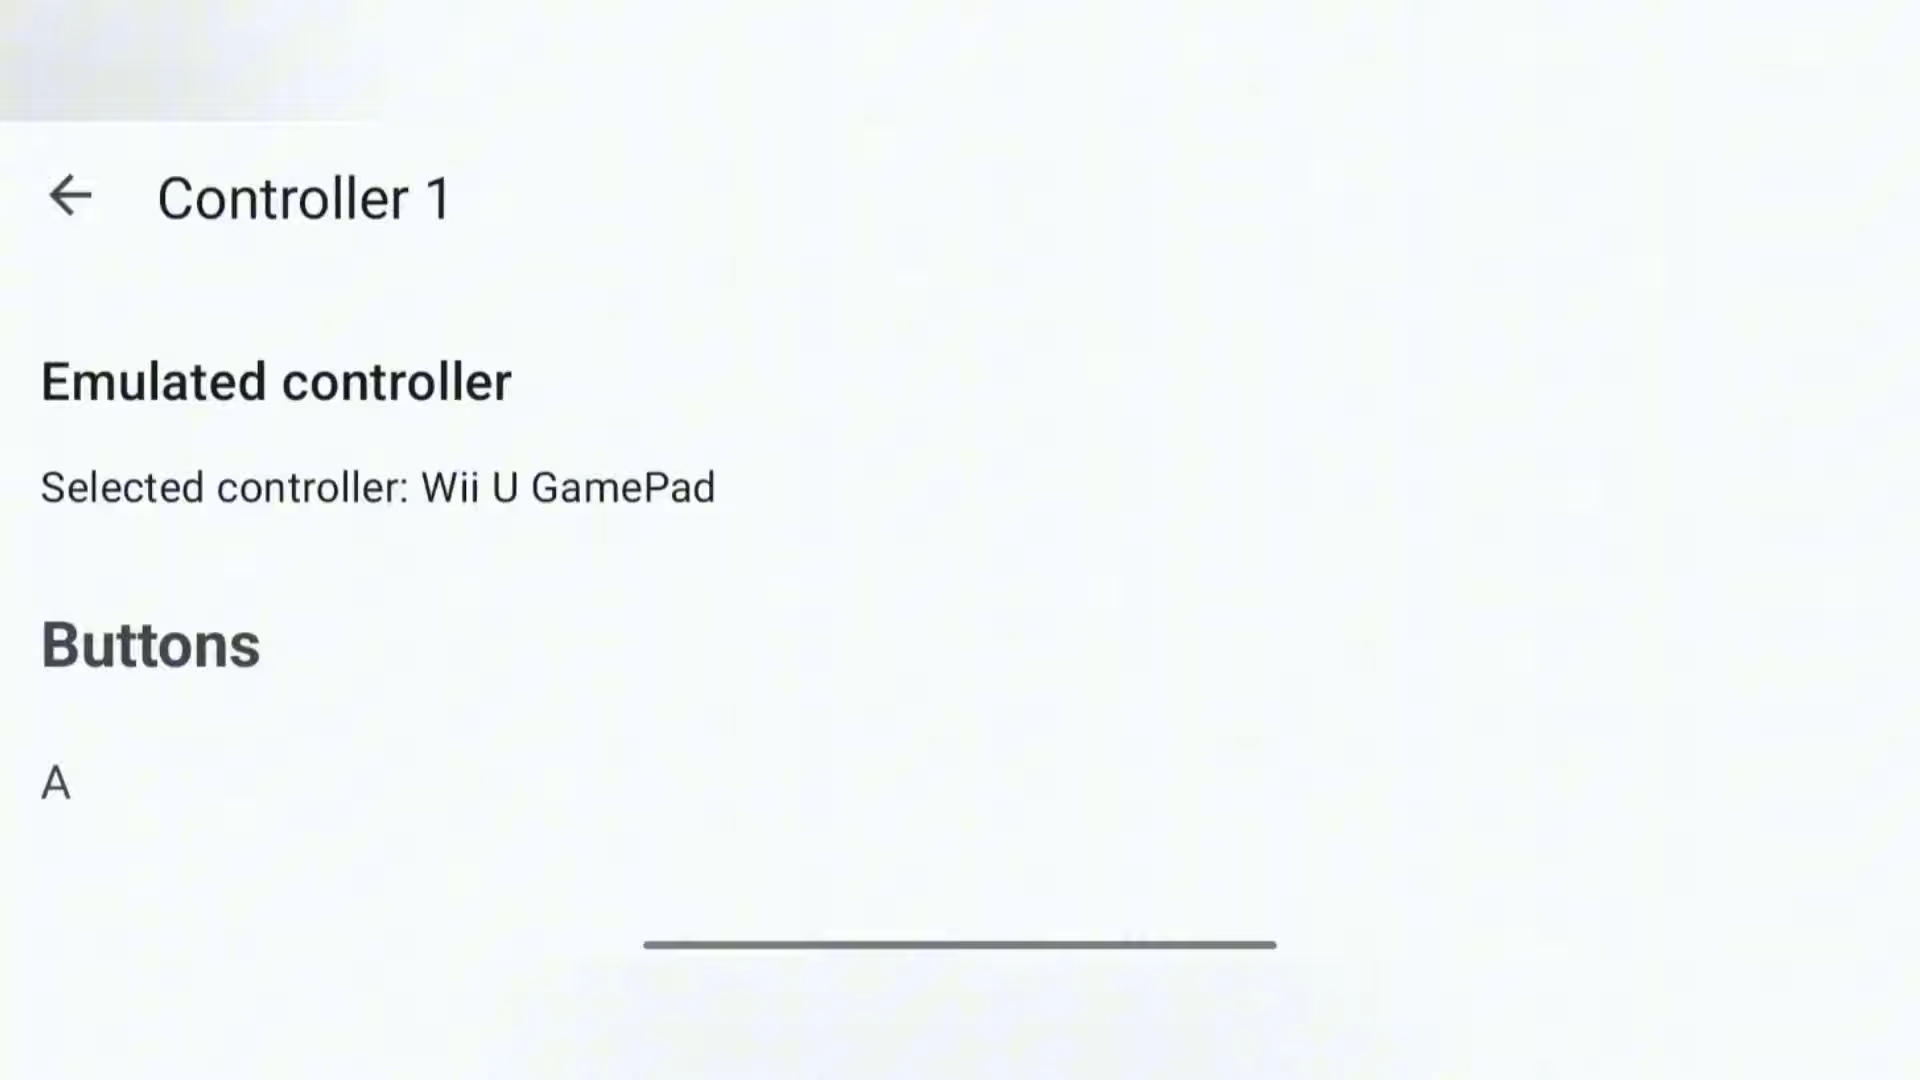 Controller 1
Emulated controller
Selected controller: Wii U GamePad
Buttons
A